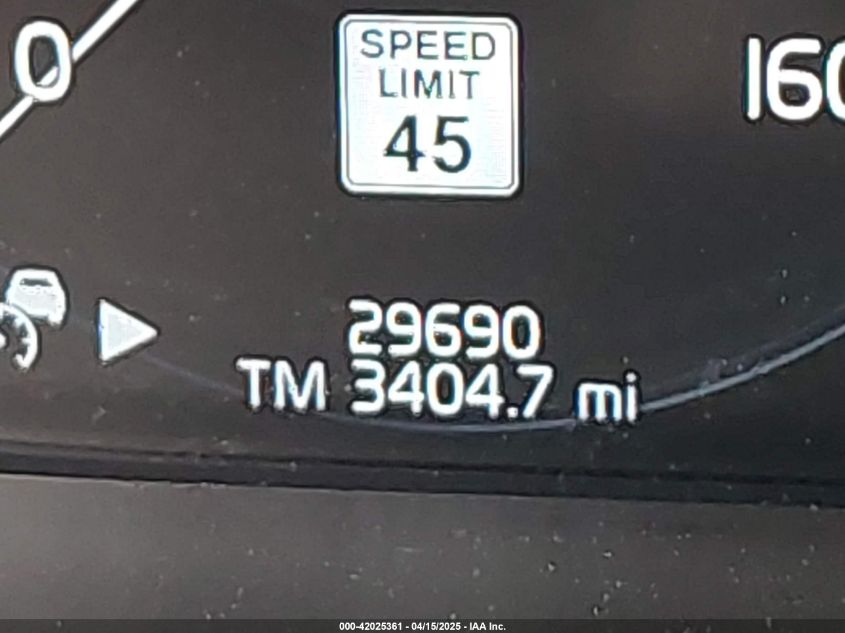 0
SPEED
LIMIT
45
160
29690
TM 3404.7 mi
000-42025361 - 04/15/2025 - IAA Inc.